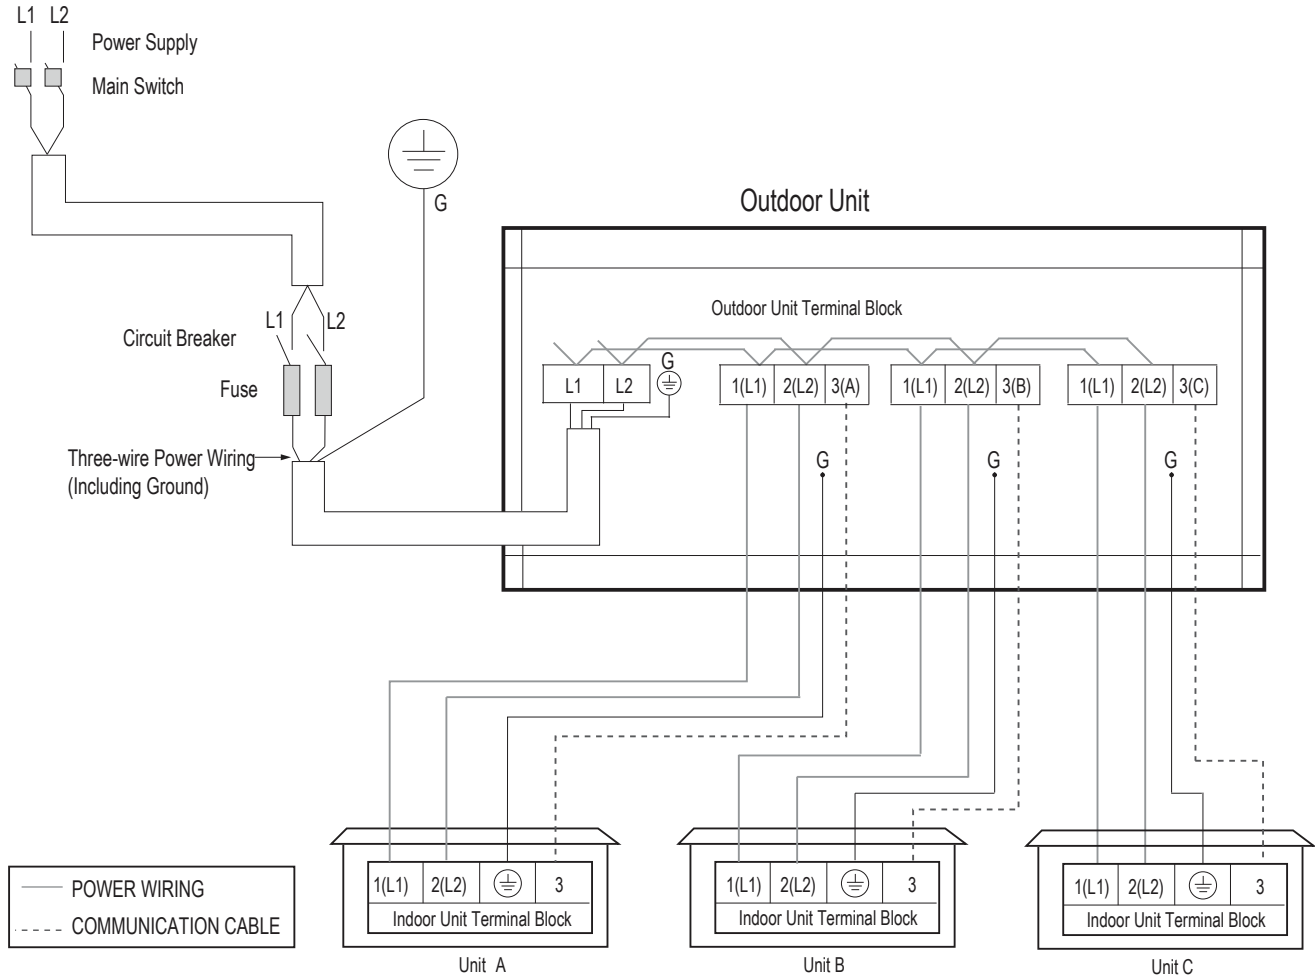 L1 L2
Power Supply
Main Switch
G
Outdoor Unit
Outdoor Unit Terminal Block
L1 L2
Circuit Breaker
Fuse
Three-wire Power Wiring
(Including Ground)
L1 L2 G
1(L1) 2(L2) 3(A)
1(L1) 2(L2) 3(B)
1(L1) 2(L2) 3(C)
G G G
1(L1) 2(L2) 3
Indoor Unit Terminal Block
Unit A
1(L1) 2(L2) 3
Indoor Unit Terminal Block
Unit B
1(L1) 2(L2) 3
Indoor Unit Terminal Block
Unit C
POWER WIRING
COMMUNICATION CABLE